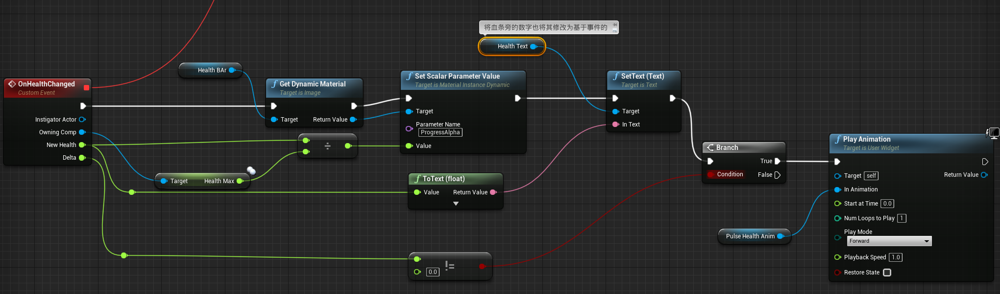 将血条旁的数字也将其修改为基于事件的
Health Text
Health BAr
OnHealthChanged
Custom Event
Instigator Actor
Owning Comp
New Health
Delta
Get Dynamic Material
Target is Image
Target Return Value
Set Scalar Parameter Value
Target is Material Instance Dynamic
Target
Parameter Name
ProgressAlpha
Value
SetText (Text)
Target is Text
Target
In Text
÷
Target Health Max
ToText (float)
Value Return Value
Branch
True
Condition False
Play Animation
Target is User Widget
Target self Return Value
In Animation
Start at Time 0.0
Num Loops to Play 1
Play Mode
Forward
Playback Speed 1.0
Restore State
Pulse Health Anim
!=
0.0